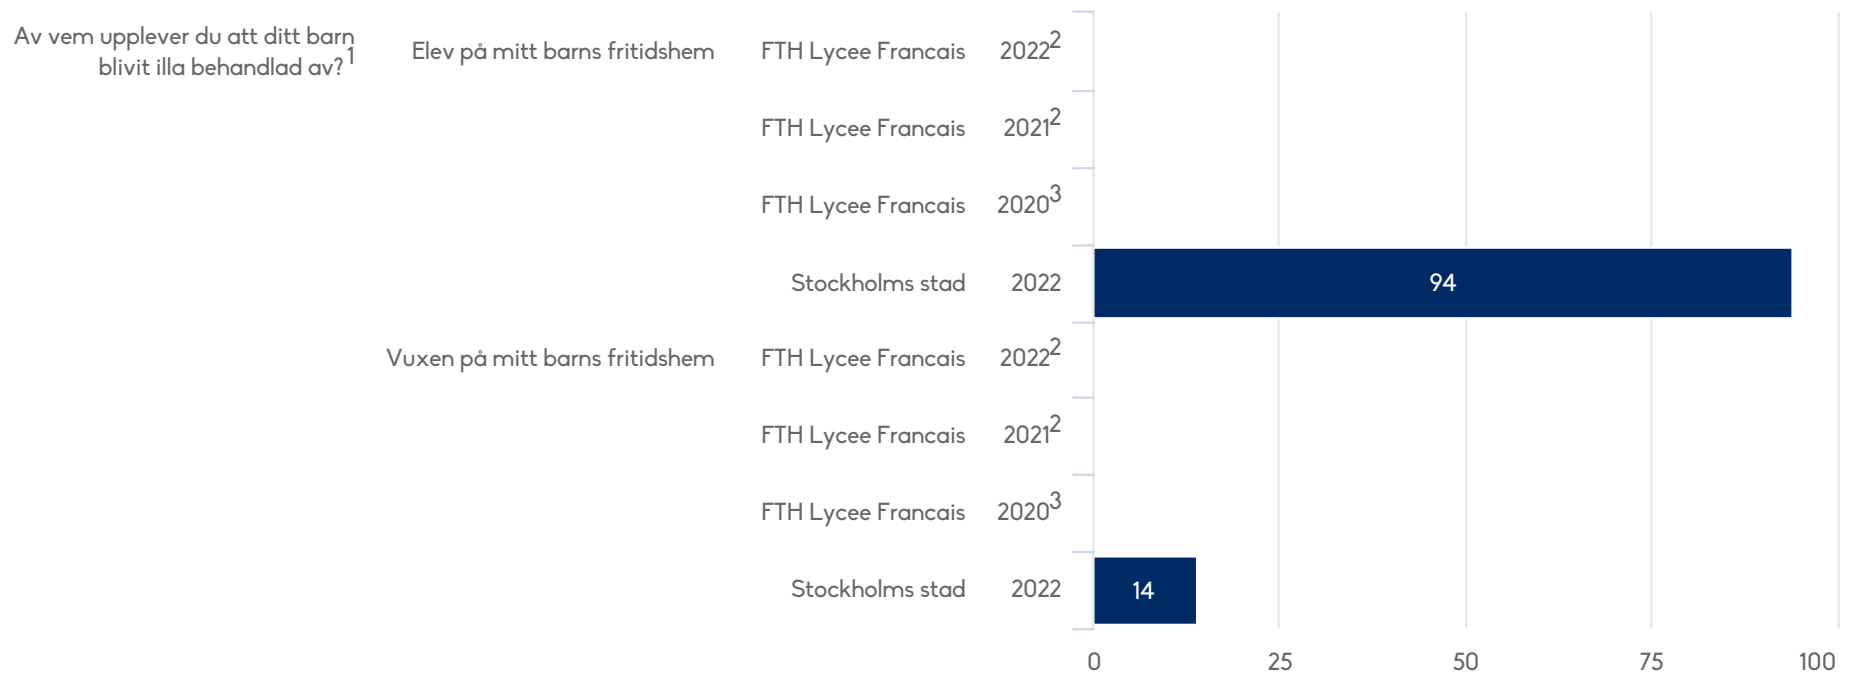 Av vem upplever du att ditt barn
blivit illa behandlad av?¹
Elev på mitt barns fritidshem FTH Lycee Francais 2022²
FTH Lycee Francais 2021²
FTH Lycee Francais 2020³
Stockholms stad 2022 94
Vuxen på mitt barns fritidshem FTH Lycee Francais 2022²
FTH Lycee Francais 2021²
FTH Lycee Francais 2020³
Stockholms stad 2022 14
0 25 50 75 100